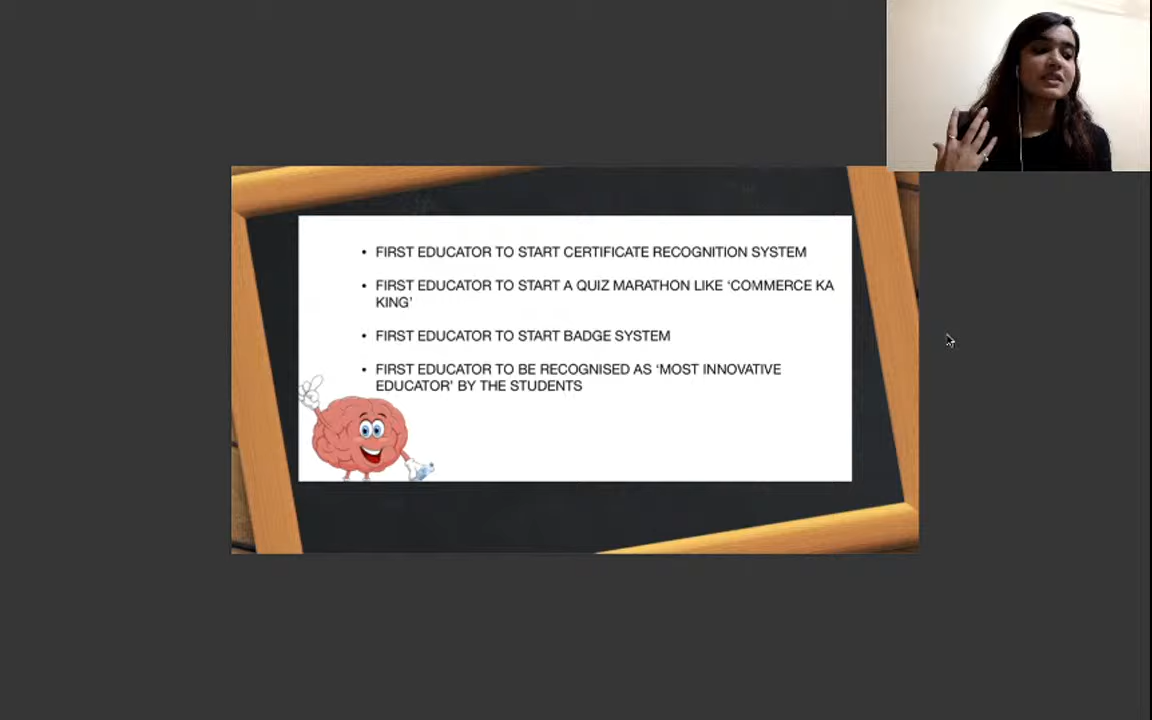 • FIRST EDUCATOR TO START CERTIFICATE RECOGNITION SYSTEM
• FIRST EDUCATOR TO START A QUIZ MARATHON LIKE ‘COMMERCE KA
KING’
• FIRST EDUCATOR TO START BADGE SYSTEM
• FIRST EDUCATOR TO BE RECOGNISED AS ‘MOST INNOVATIVE
EDUCATOR’ BY THE STUDENTS